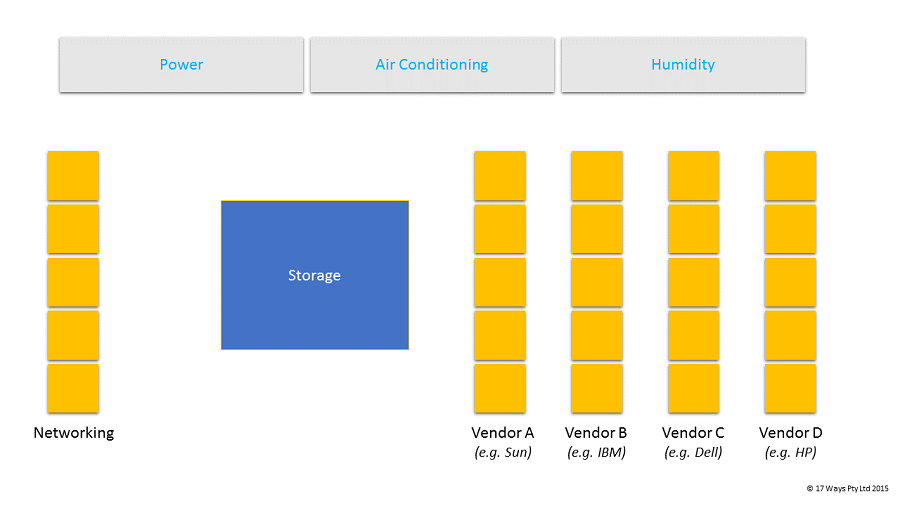 Power
Air Conditioning
Humidity
Storage
Networking
Vendor A
(e.g. Sun)
Vendor B
(e.g. IBM)
Vendor C
(e.g. Dell)
Vendor D
(e.g. HP)
© 17 Ways Pty Ltd 2015